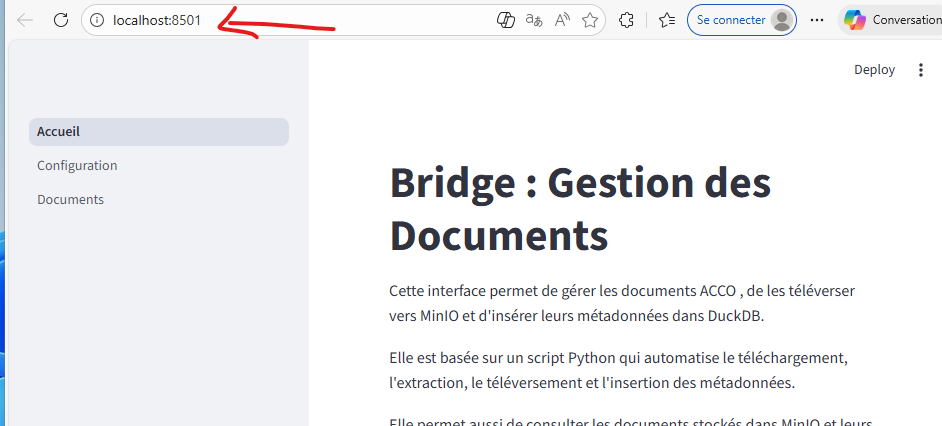 localhost:8501
Se connecter
Conversation
Deploy
Accueil
Configuration
Documents
Bridge : Gestion des
Documents
Cette interface permet de gérer les documents ACCO , de les téléverser
vers MinIO et d'insérer leurs métadonnées dans DuckDB.
Elle est basée sur un script Python qui automatise le téléchargement,
l'extraction, le téléversement et l'insertion des métadonnées.
Elle permet aussi de consulter les documents stockés dans MinIO et leurs